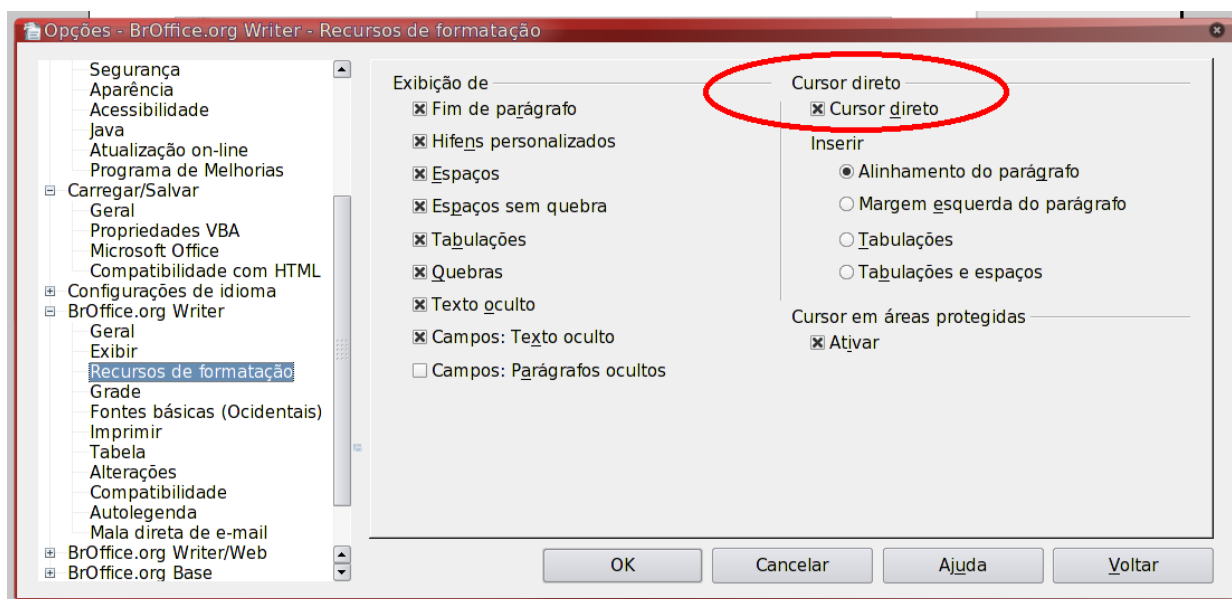 Opções - BrOffice.org Writer - Recursos de formatação
Segurança
Aparência
Acessibilidade
Java
Atualização on-line
Programa de Melhorias
Carregar/Salvar
Geral
Propriedades VBA
Microsoft Office
Compatibilidade com HTML
Configurações de idioma
BrOffice.org Writer
Geral
Exibir
Recursos de formatação
Grade
Fontes básicas (Ocidentais)
Imprimir
Tabela
Alterações
Compatibilidade
Autolegenda
Mala direta de e-mail
BrOffice.org Writer/Web
BrOffice.org Base
Exibição de
Fim de parágrafo
Hifens personalizados
Espaços
Espaços sem quebra
Tabulações
Quebras
Texto oculto
Campos: Texto oculto
Campos: Parágrafos ocultos
Cursor direto
Cursor direto
Inserir
Alinhamento do parágrafo
Margem esquerda do parágrafo
Tabulações
Tabulações e espaços
Cursor em áreas protegidas
Ativar
OK
Cancelar
Ajuda
Voltar